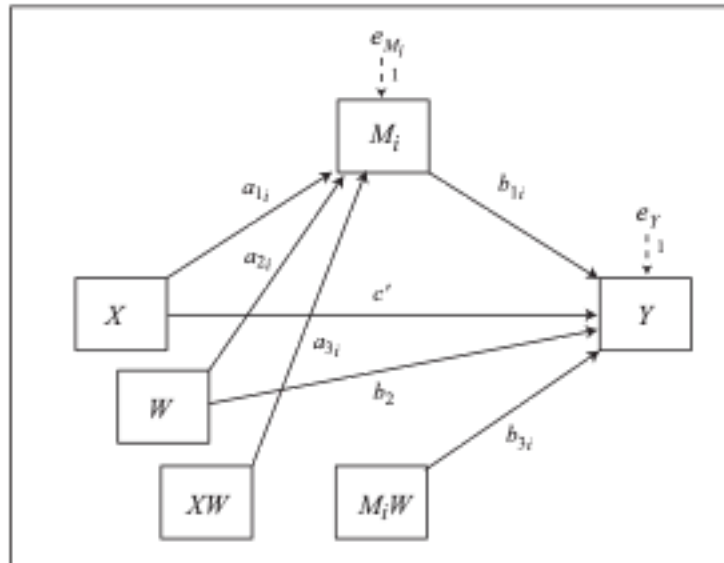 e_{M_i}
1
M_i
a_{1i}
b_{1i}
e_Y
1
a_{2i}
X
c'
Y
a_{3i}
W
b_2
b_{3i}
XW
M_iW